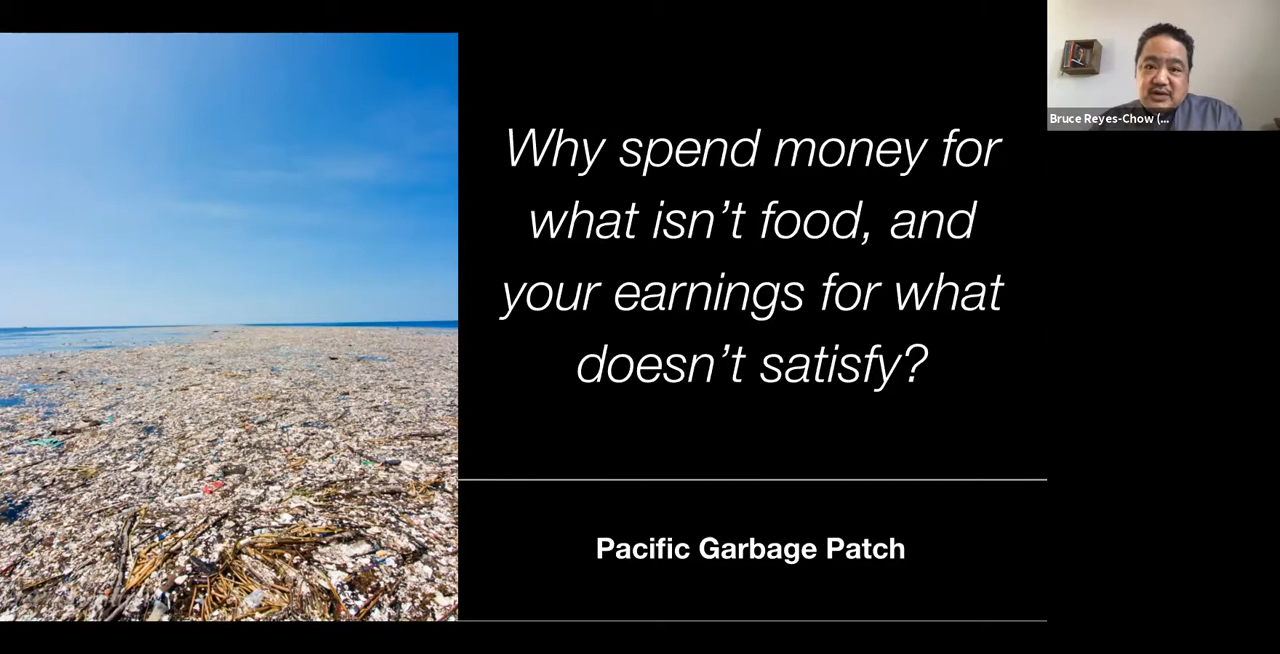 Why spend money for
what isn’t food, and
your earnings for what
doesn’t satisfy?
Pacific Garbage Patch
Bruce Reyes-Chow (...